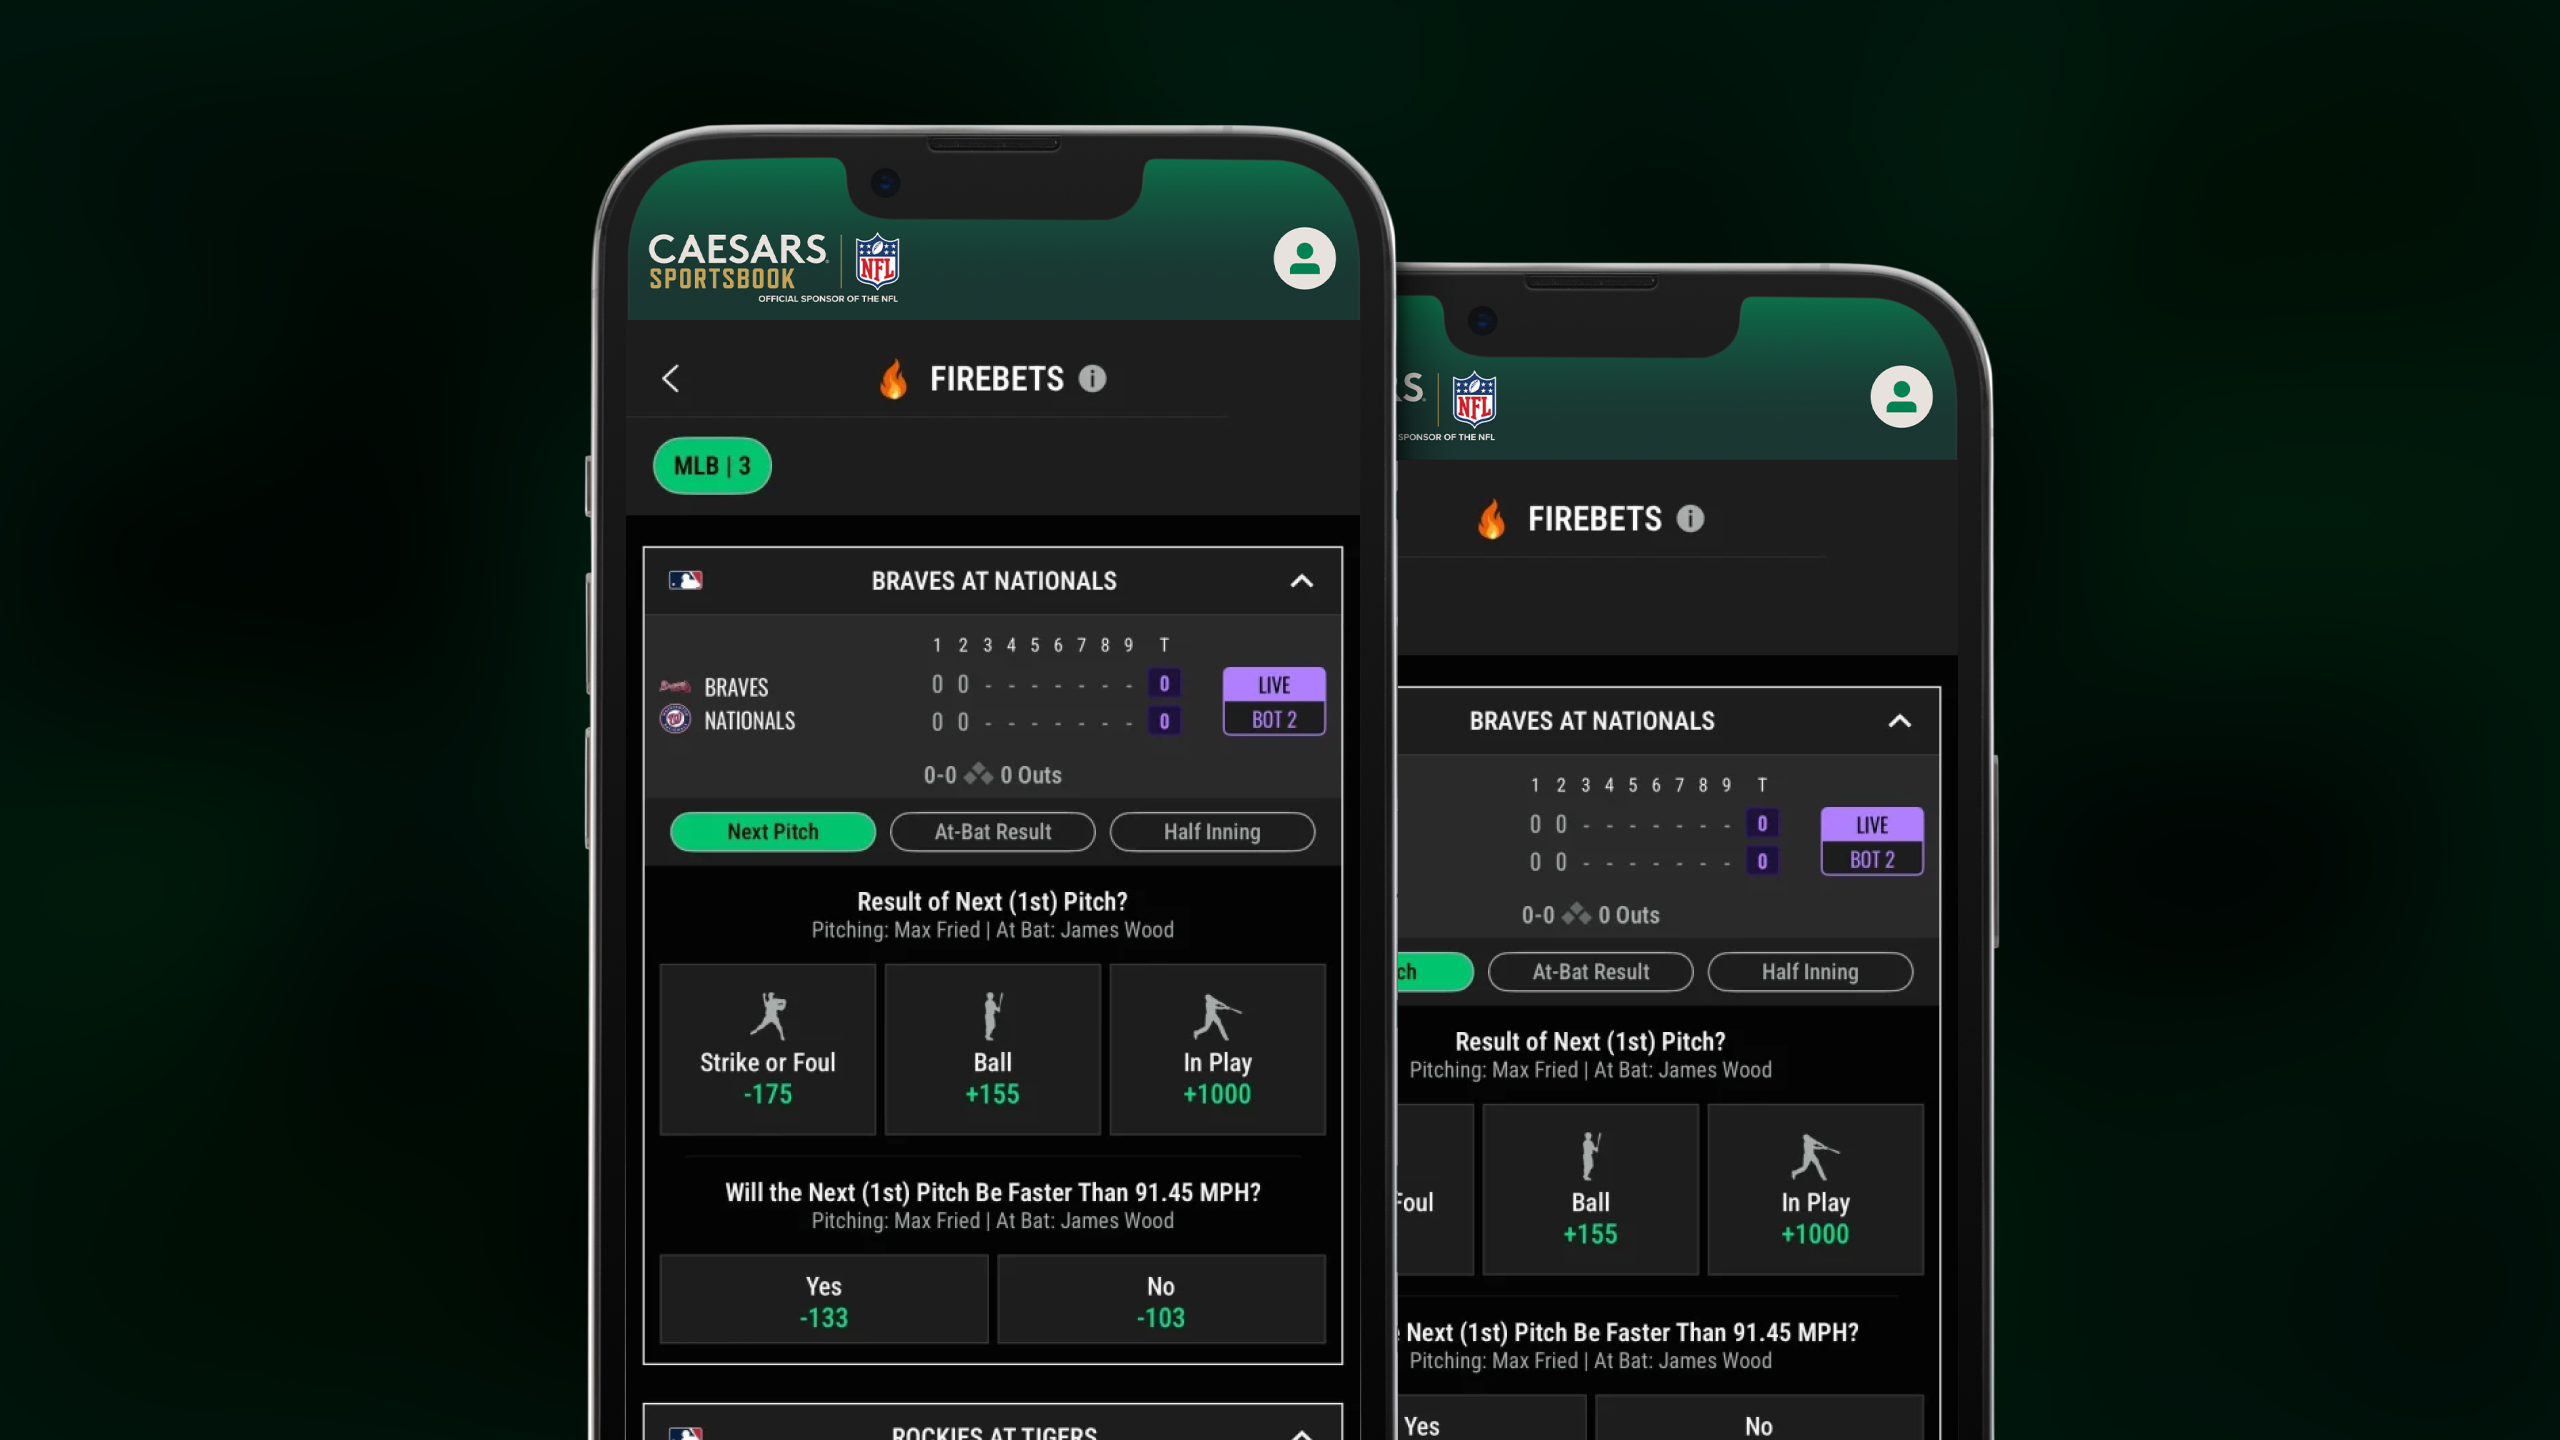 CAESARS
SPORTSBOOK
NFL
OFFICIAL SPONSOR OF THE NFL
FIREBETS i
MLB | 3
BRAVES AT NATIONALS
1 2 3 4 5 6 7 8 9 T
BRAVES 0 0 - - - - - - - 0
NATIONALS 0 0 - - - - - - - 0
LIVE
BOT 2
0-0 0 Outs
Next Pitch At-Bat Result Half Inning
Result of Next (1st) Pitch?
Pitching: Max Fried | At Bat: James Wood
Strike or Foul Ball In Play
-175 +155 +1000
Will the Next (1st) Pitch Be Faster Than 91.45 MPH?
Pitching: Max Fried | At Bat: James Wood
Yes No
-133 -103
ROCKIES AT TIGERS
RS.
NFL
SPONSOR OF THE NFL
FIREBETS i
BRAVES AT NATIONALS
1 2 3 4 5 6 7 8 9 T
0 0 - - - - - - - 0
0 0 - - - - - - - 0
LIVE
BOT 2
0-0 0 Outs
ch At-Bat Result Half Inning
Result of Next (1st) Pitch?
Pitching: Max Fried | At Bat: James Wood
Foul Ball In Play
+155 +1000
Next (1st) Pitch Be Faster Than 91.45 MPH?
Pitching: Max Fried | At Bat: James Wood
Yes No